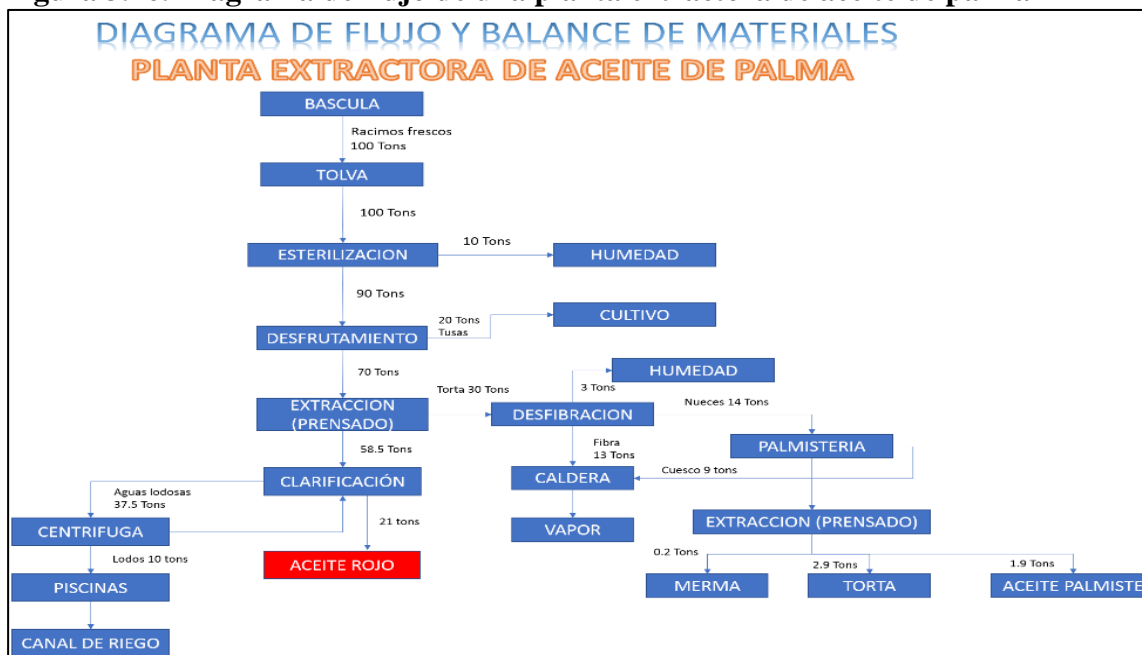 DIAGRAMA DE FLUJO Y BALANCE DE MATERIALES
PLANTA EXTRACTORA DE ACEITE DE PALMA
BASCULA
Racimos frescos
100 Tons
TOLVA
100 Tons
ESTERILIZACION
10 Tons
HUMEDAD
90 Tons
DESFRUTAMIENTO
20 Tons
Tusas
CULTIVO
70 Tons
HUMEDAD
3 Tons
EXTRACCION
(PRENSADO)
Torta 30 Tons
DESFIBRACION
Nueces 14 Tons
PALMISTERIA
58.5 Tons
Fibra
13 Tons
CLARIFICACIÓN
CALDERA
Cuesco 9 tons
Aguas lodosas
37.5 Tons
CENTRIFUGA
21 tons
VAPOR
EXTRACCION (PRENSADO)
Lodos 10 tons
ACEITE ROJO
0.2 Tons
2.9 Tons
1.9 Tons
PISCINAS
MERMA
TORTA
ACEITE PALMISTE
CANAL DE RIEGO